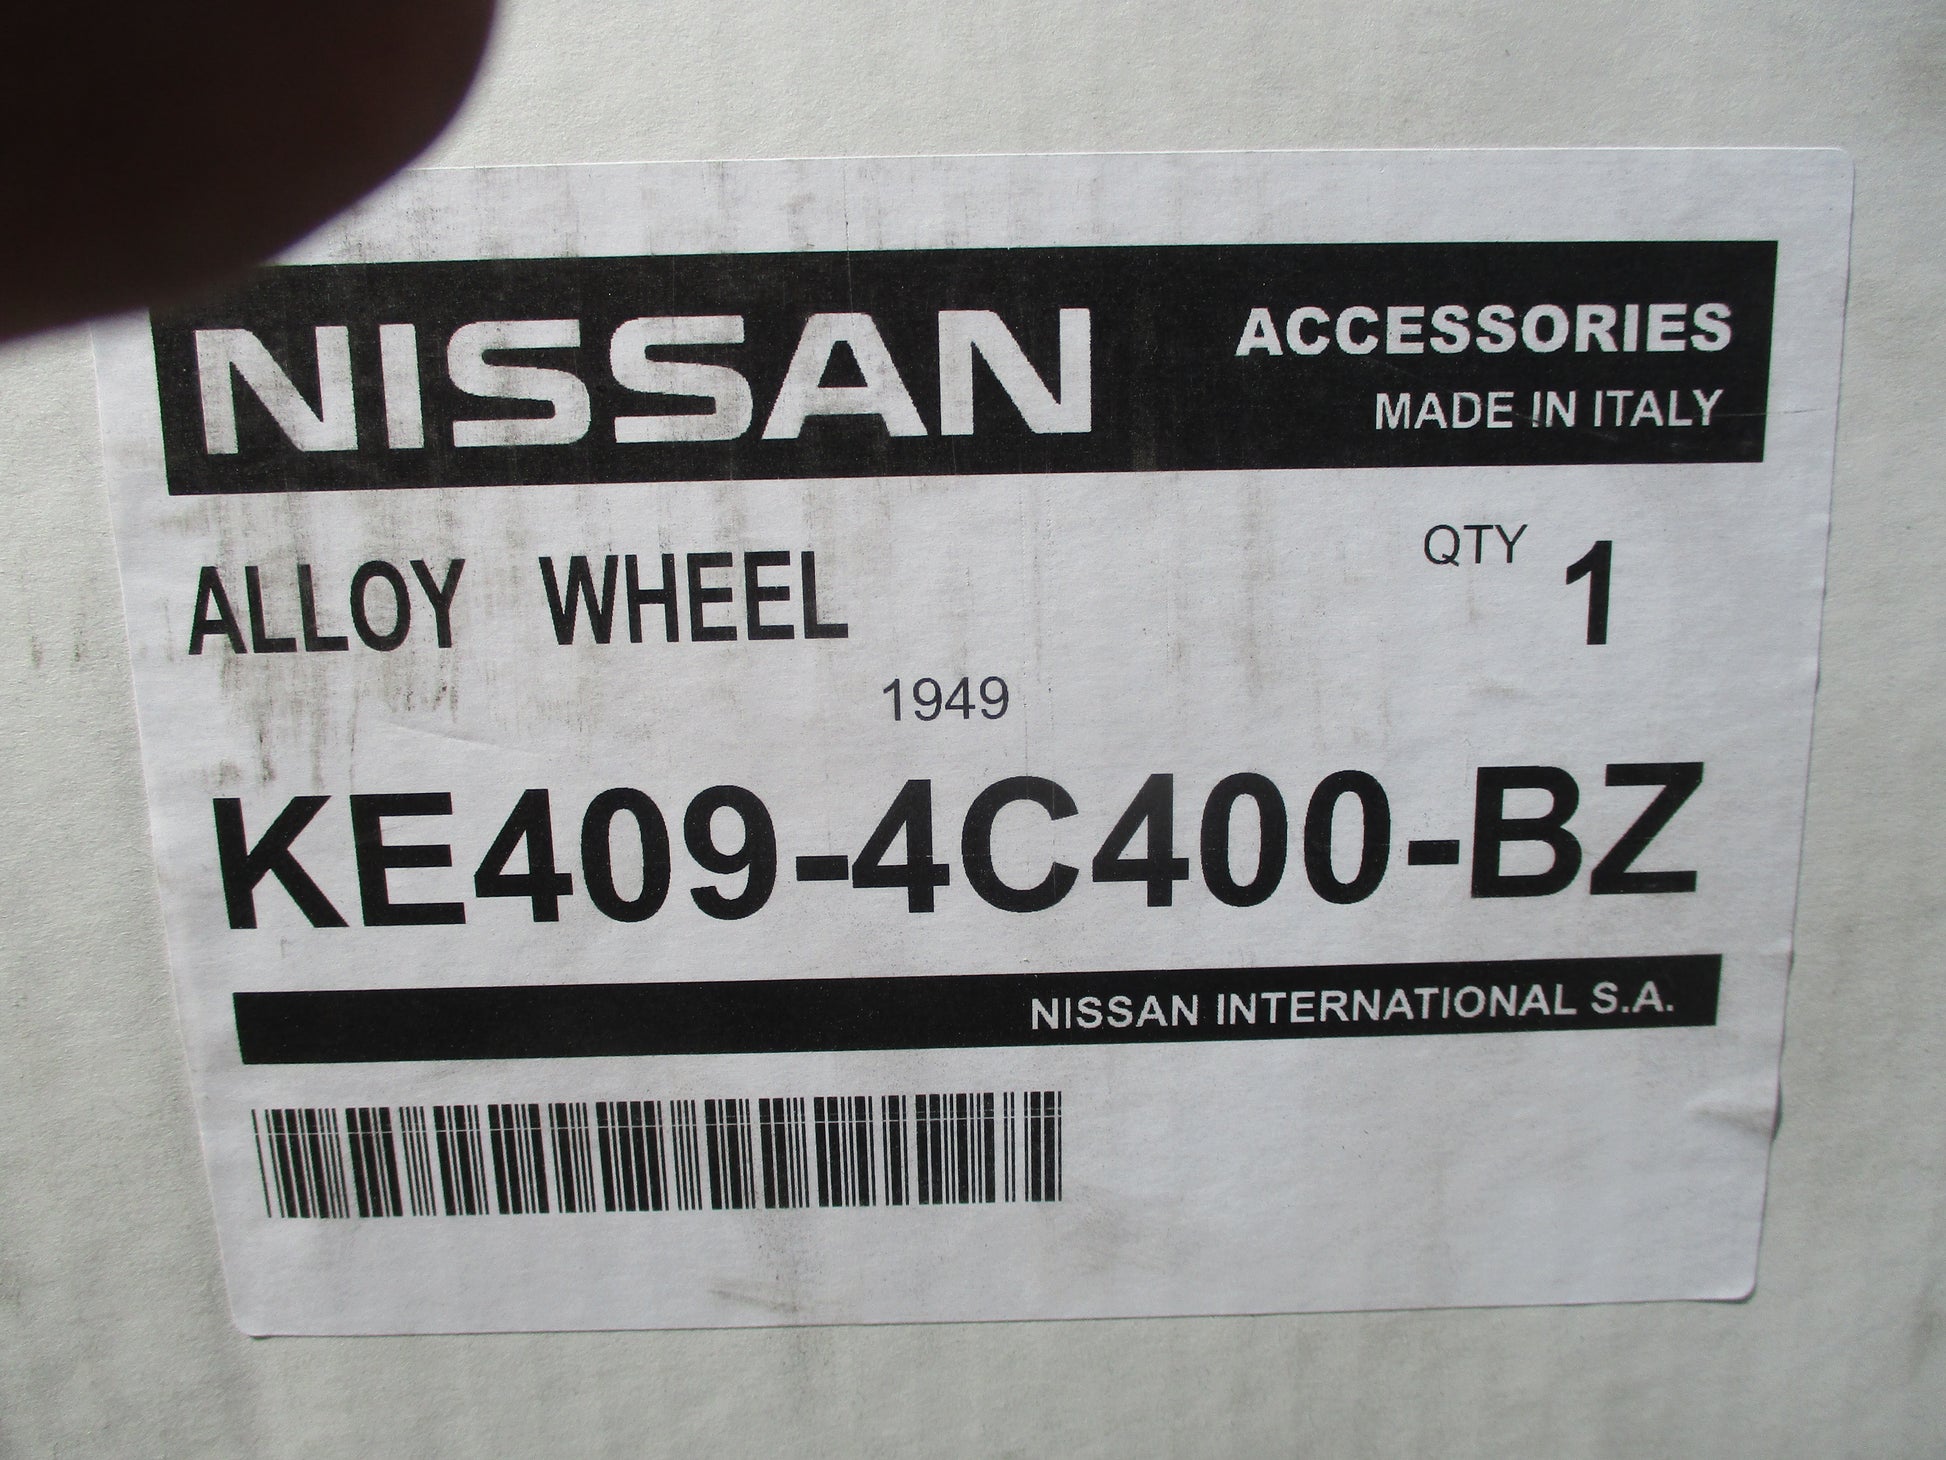 NISSAN ACCESSORIES
MADE IN ITALY
ALLOY WHEEL QTY 1
1949
KE409-4C400-BZ
NISSAN INTERNATIONAL S.A.